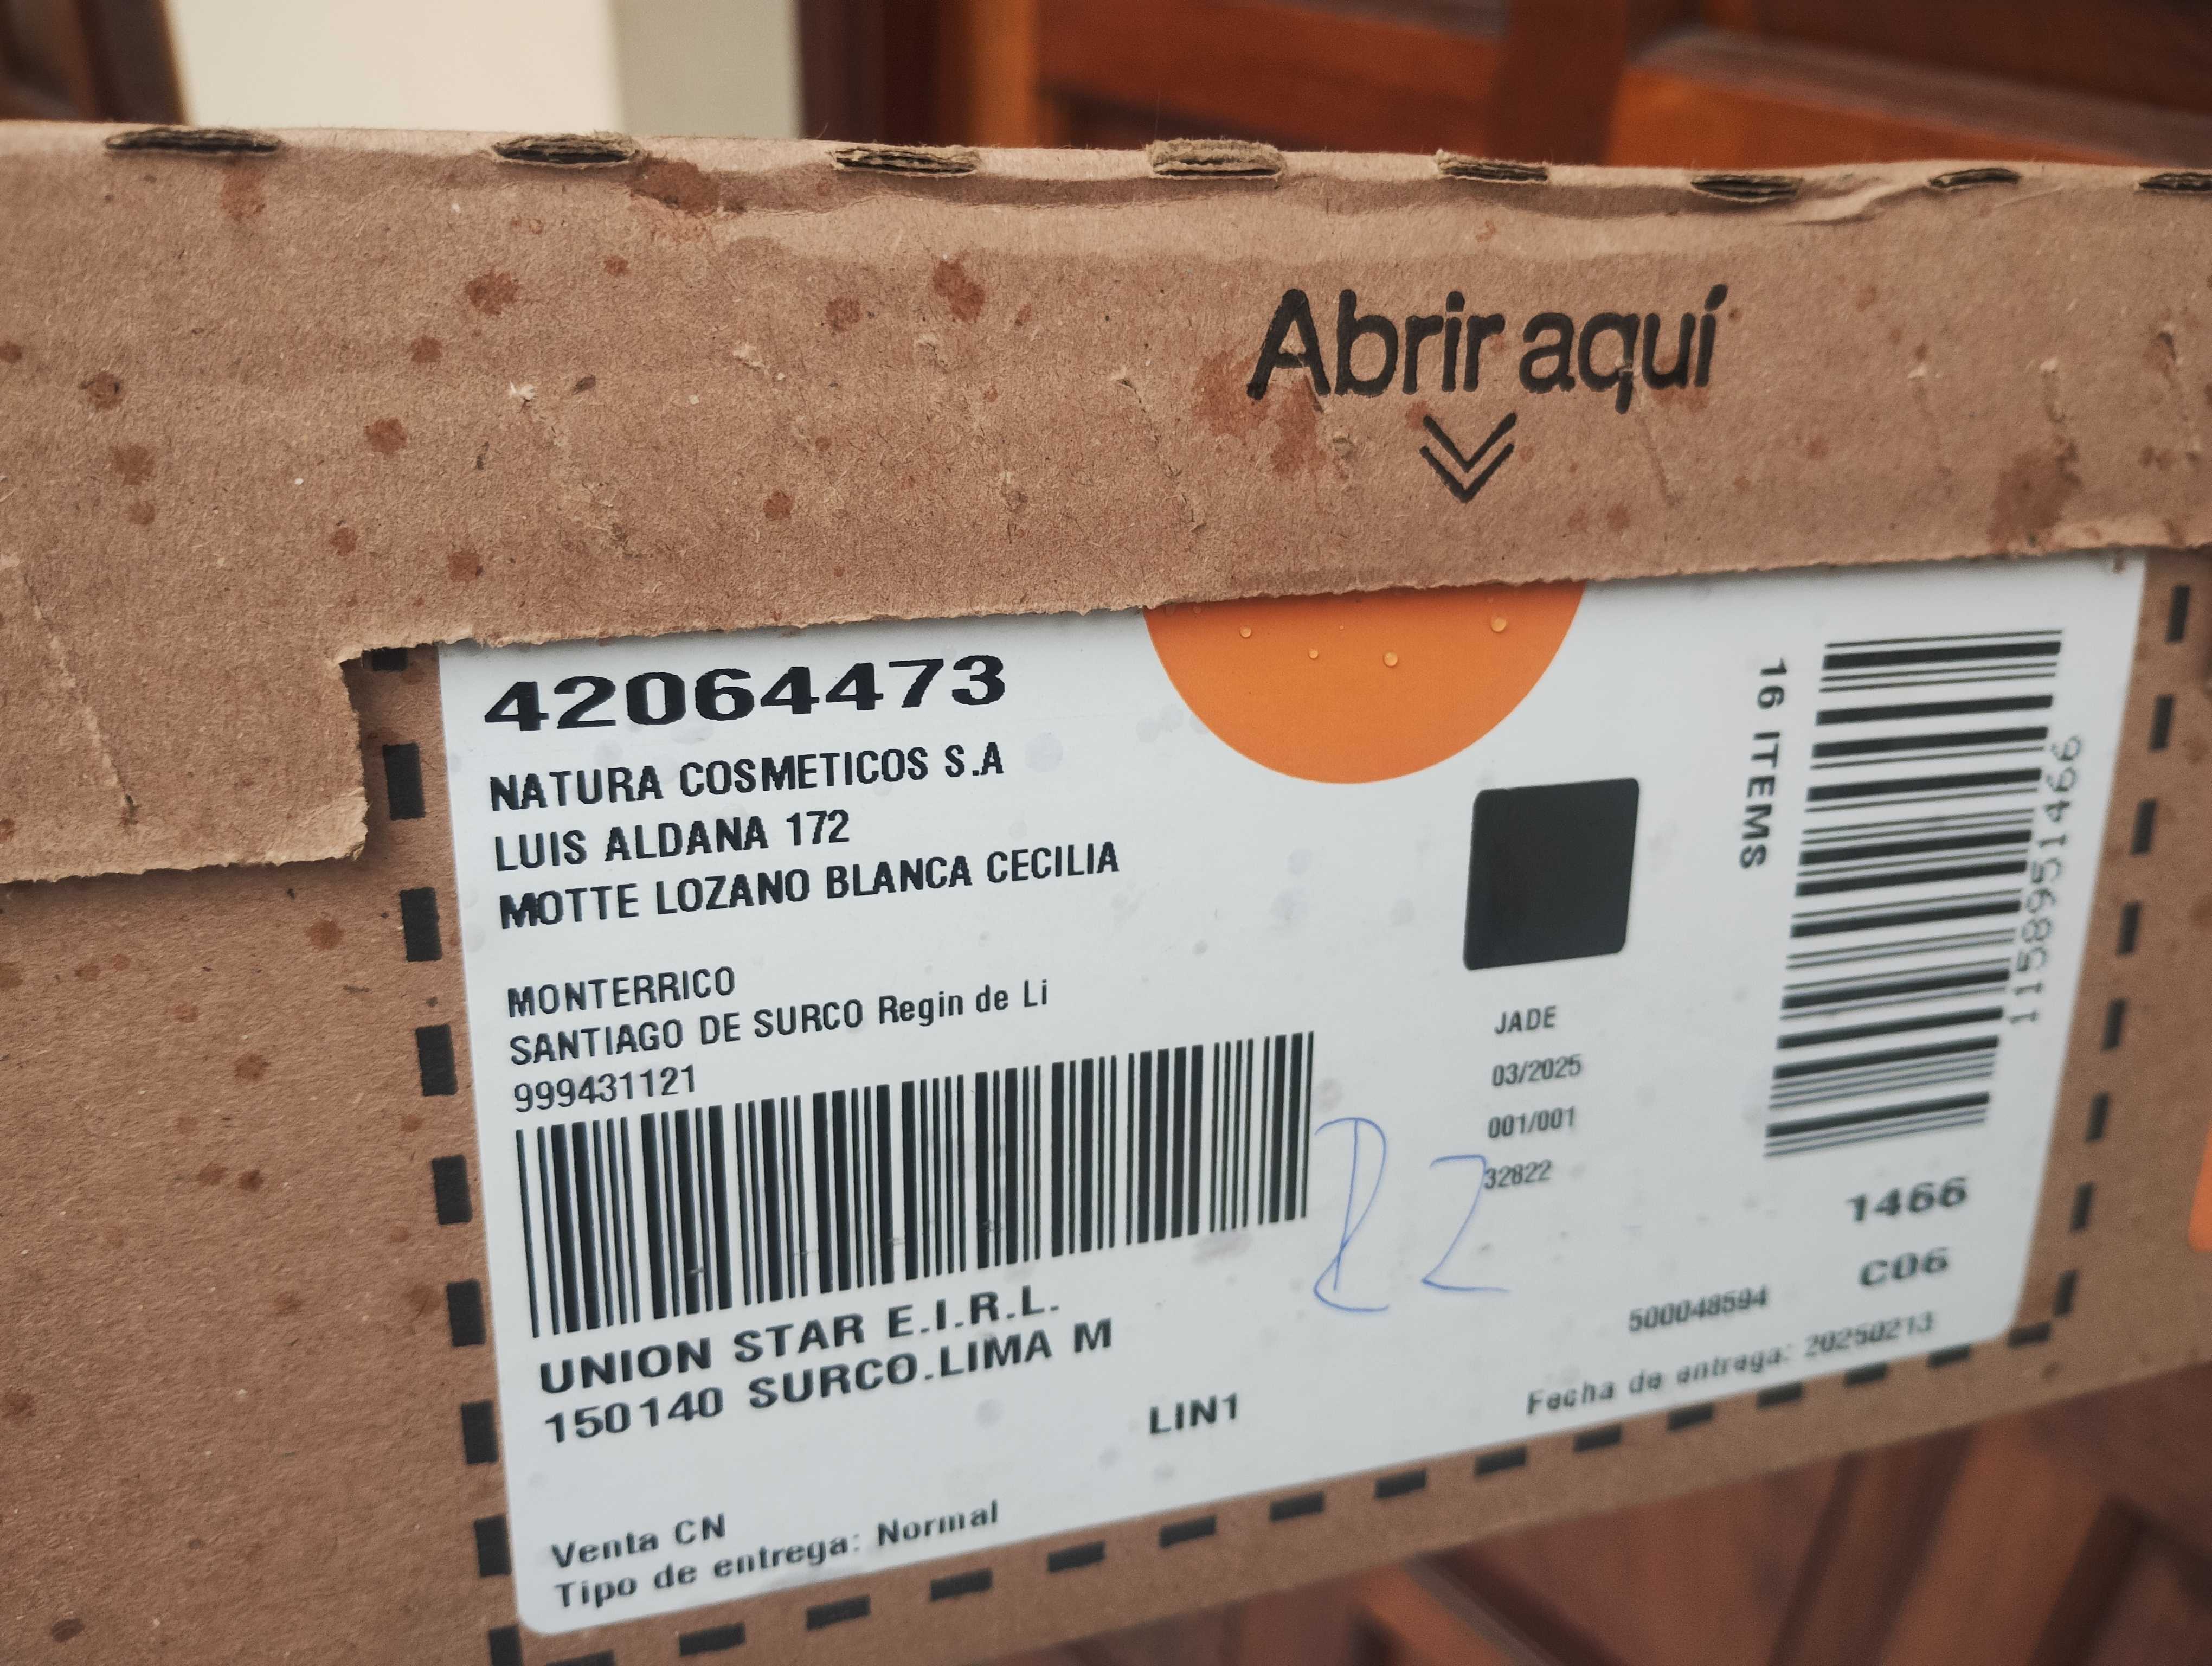 Abrir aquí
42064473
NATURA COSMETICOS S.A
LUIS ALDANA 172
MOTTE LOZANO BLANCA CECILIA
MONTERRICO
SANTIAGO DE SURCO Regin de Li
999431121
UNION STAR E.I.R.L.
150140 SURCO.LIMA M
LIN1
Venta CN
Tipo de entrega: Normal
JADE
03/2025
001/001
32822
16 ITEMS
1158951466
1466
C06
500048594
Fecha de entrega: 20250213